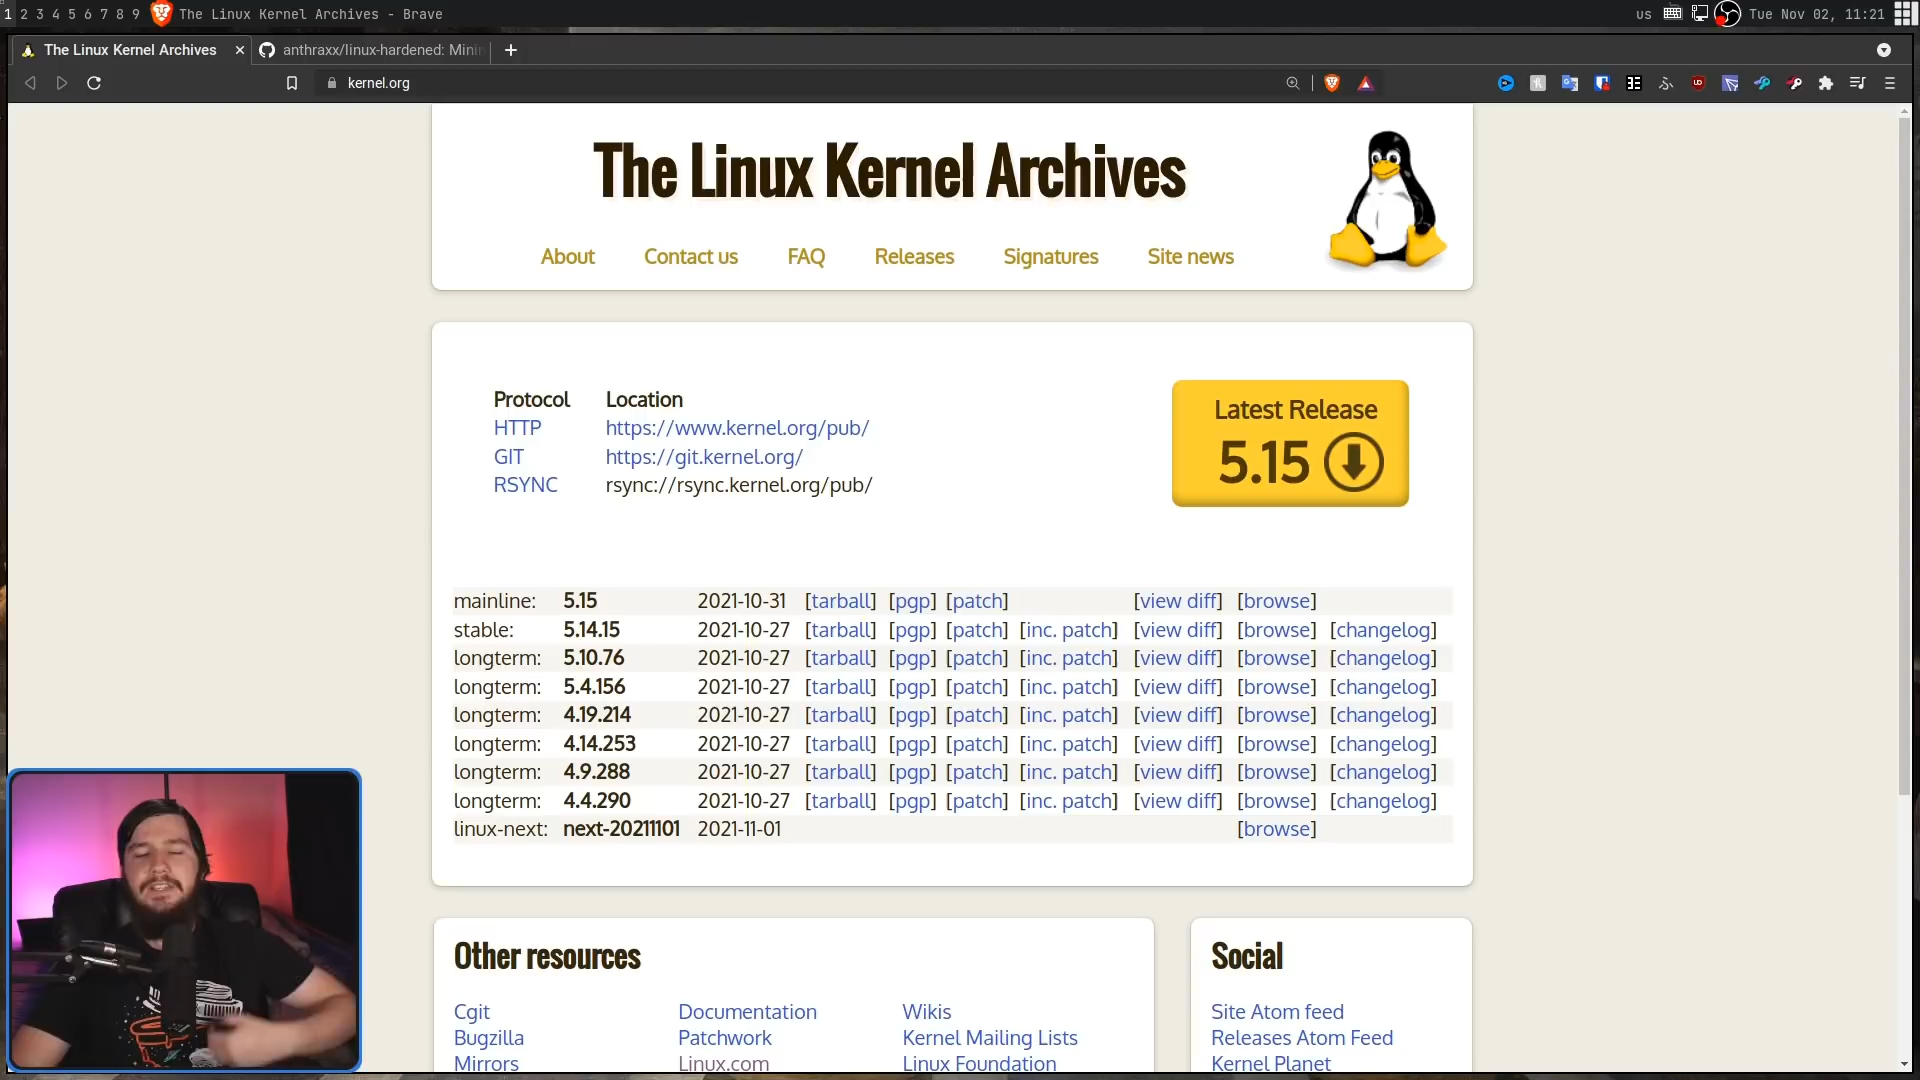 1 2 3 4 5 6 7 8 9 The Linux Kernel Archives - Brave us Tue Nov 02, 11:21
The Linux Kernel Archives anthraxx/linux-hardened: Mini
kernel.org
The Linux Kernel Archives
About Contact us FAQ Releases Signatures Site news
Protocol Location
HTTP https://www.kernel.org/pub/
GIT https://git.kernel.org/
RSYNC rsync://rsync.kernel.org/pub/
Latest Release
5.15
mainline: 5.15 2021-10-31 [tarball] [pgp] [patch] [view diff] [browse]
stable: 5.14.15 2021-10-27 [tarball] [pgp] [patch] [inc. patch] [view diff] [browse] [changelog]
longterm: 5.10.76 2021-10-27 [tarball] [pgp] [patch] [inc. patch] [view diff] [browse] [changelog]
longterm: 5.4.156 2021-10-27 [tarball] [pgp] [patch] [inc. patch] [view diff] [browse] [changelog]
longterm: 4.19.214 2021-10-27 [tarball] [pgp] [patch] [inc. patch] [view diff] [browse] [changelog]
longterm: 4.14.253 2021-10-27 [tarball] [pgp] [patch] [inc. patch] [view diff] [browse] [changelog]
longterm: 4.9.288 2021-10-27 [tarball] [pgp] [patch] [inc. patch] [view diff] [browse] [changelog]
longterm: 4.4.290 2021-10-27 [tarball] [pgp] [patch] [inc. patch] [view diff] [browse] [changelog]
linux-next: next-20211101 2021-11-01 [browse]
Other resources
Cgit Documentation Wikis
Bugzilla Patchwork Kernel Mailing Lists
Mirrors Linux.com Linux Foundation
Social
Site Atom feed
Releases Atom Feed
Kernel Planet